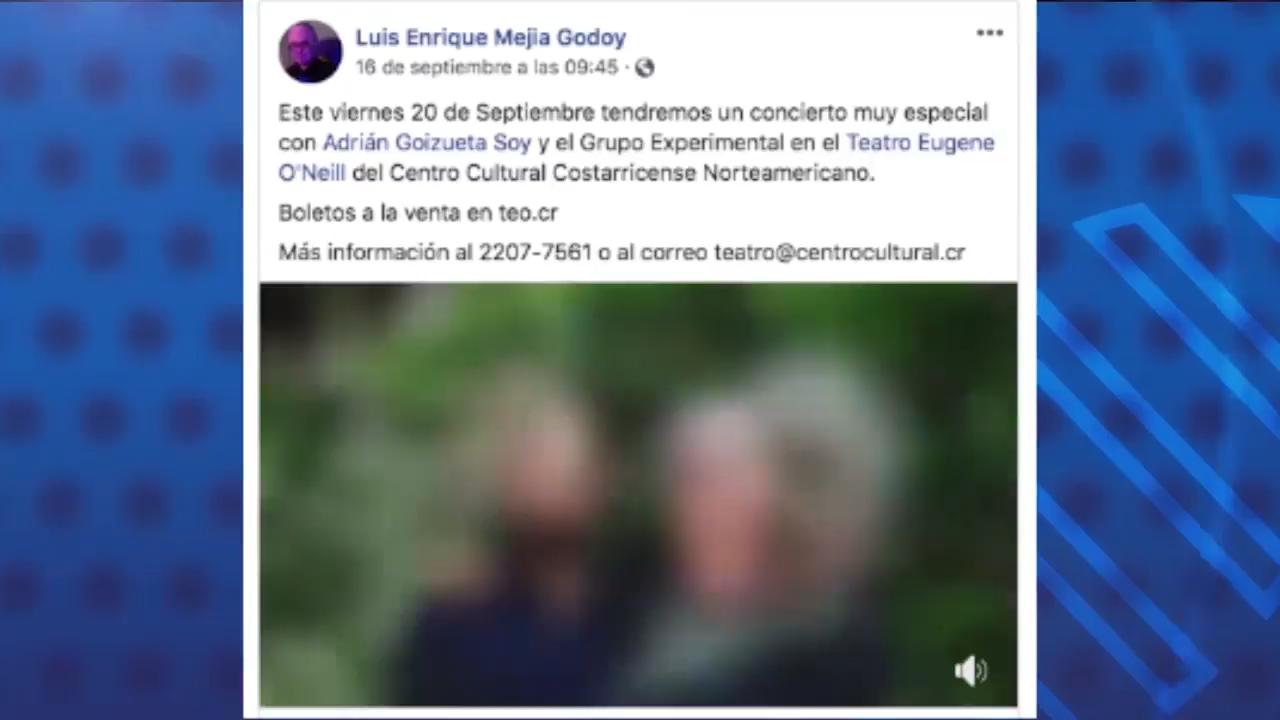 Luis Enrique Mejia Godoy
16 de septiembre a las 09:45 ·
Este viernes 20 de Septiembre tendremos un concierto muy especial
con Adrián Goizueta Soy y el Grupo Experimental en el Teatro Eugene
O'Neill del Centro Cultural Costarricense Norteamericano.
Boletos a la venta en teo.cr
Más información al 2207-7561 o al correo teatro@centrocultural.cr